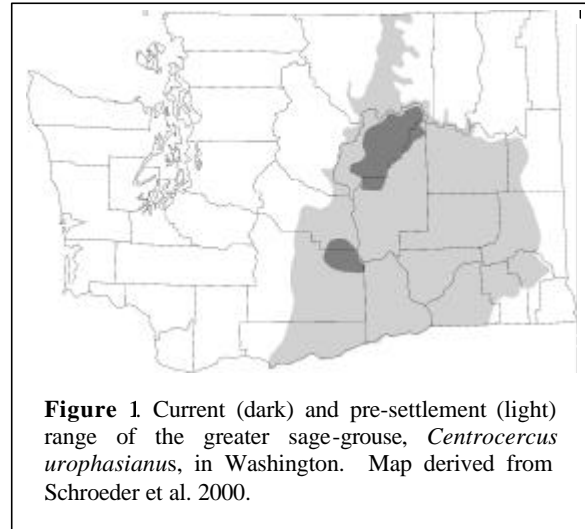 Figure 1. Current (dark) and pre-settlement (light)
range of the greater sage-grouse, Centrocercus
urophasianus, in Washington. Map derived from
Schroeder et al. 2000.